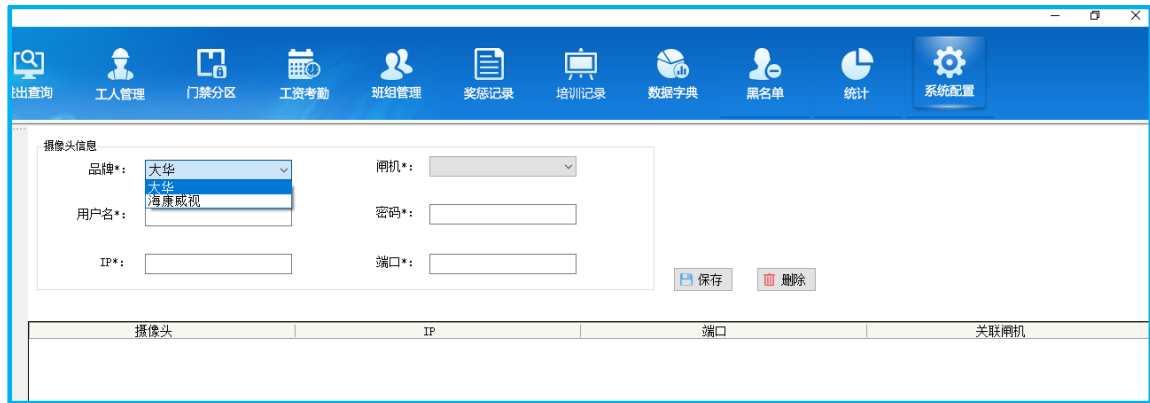 出查询 工人管理 门禁分区 工资考勤 班组管理 奖惩记录 培训记录 数据字典 黑名单 统计 系统配置
摄像头信息
品牌*: 大华 闸机*:
大华
海康威视
用户名*: 密码*:
IP*: 端口*:
保存 删除
摄像头 IP 端口 关联闸机